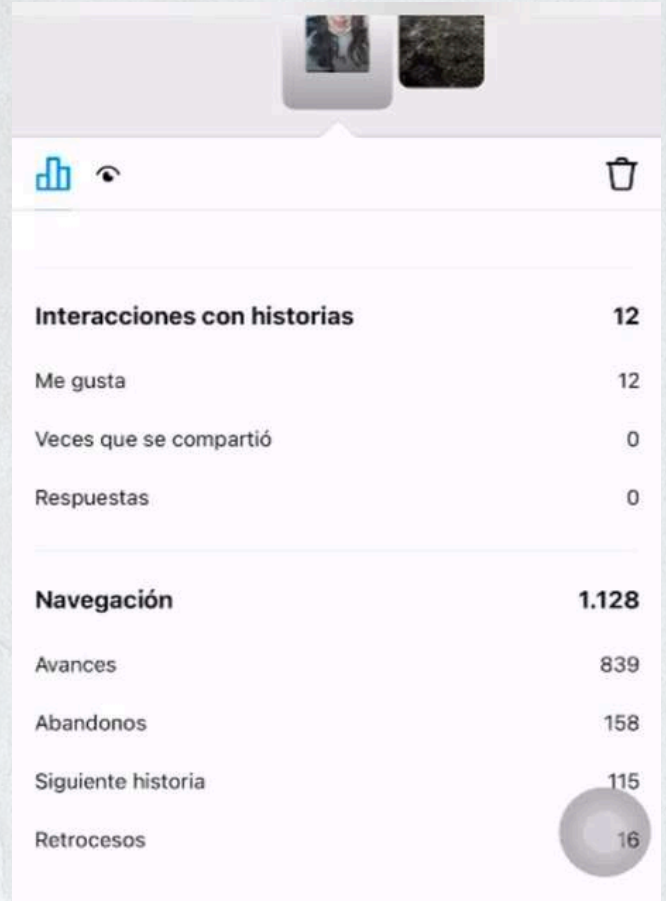 Interacciones con historias 12
Me gusta 12
Veces que se compartió 0
Respuestas 0
Navegación 1.128
Avances 839
Abandonos 158
Siguiente historia 115
Retrocesos 16